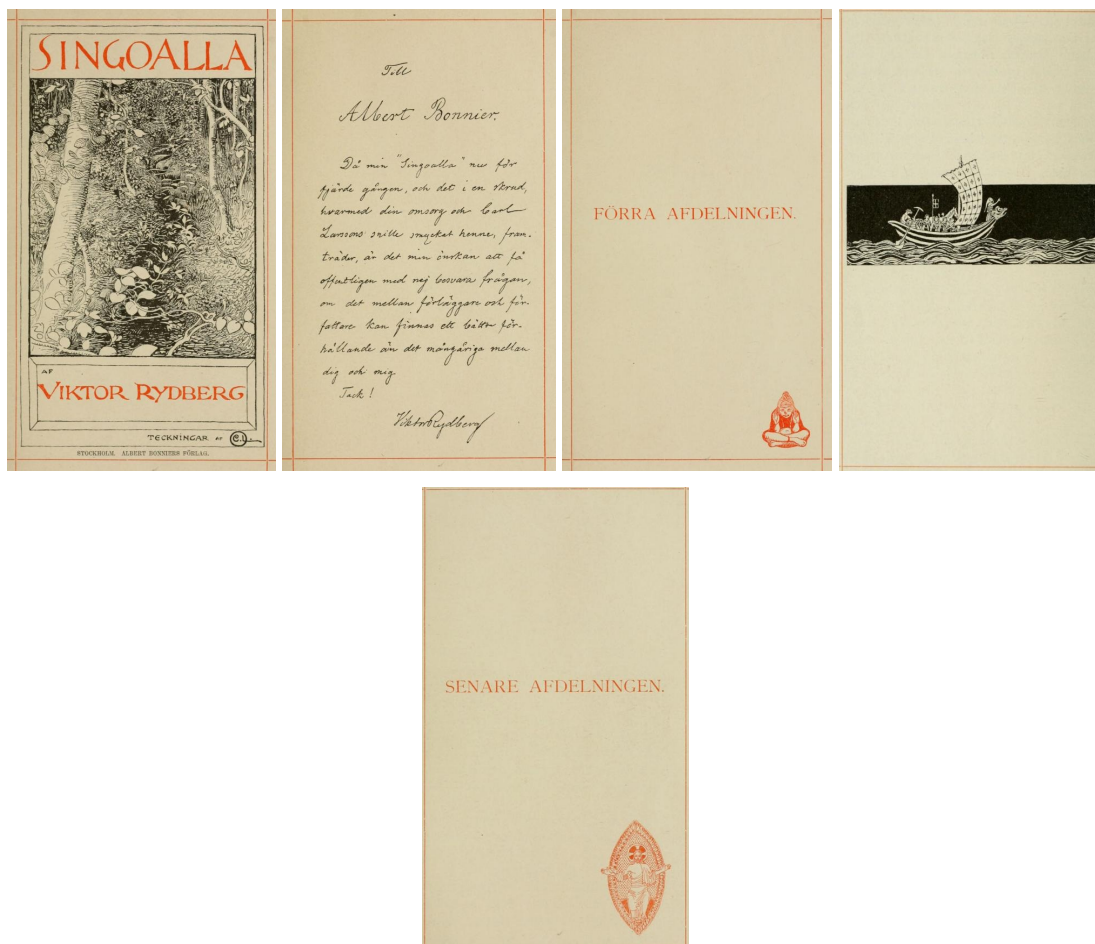 SINGOALLA
AF
VIKTOR RYDBERG
TECKNINGAR AF C.L.
STOCKHOLM. ALBERT BONNIERS FÖRLAG.
Till
Albert Bonnier.
Då min "Singoalla" nu för
fjärde gången, och det i en skrud,
hvarmed din omsorg och Carl
Larssons snille smyckat henne, fram-
träder, är det min önskan att få
offentligen med nej besvara frågan,
om det mellan förläggare och för-
fattare kan finnas ett bättre för-
hållande än det mångåriga mellan
dig och mig.
Tack!
Viktor Rydberg
FÖRRA AFDELNINGEN.
SENARE AFDELNINGEN.